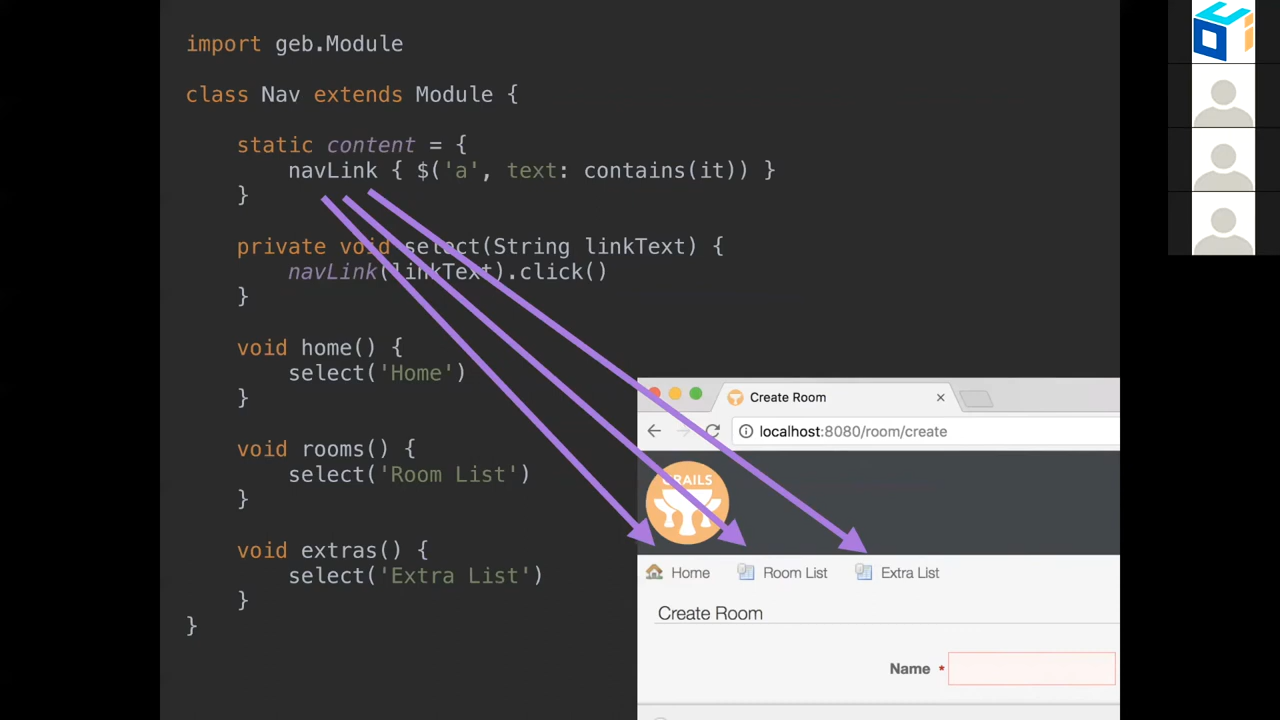 import geb.Module
class Nav extends Module {
static content = {
navLink { $('a', text: contains(it)) }
}
private void select(String linkText) {
navLink(linkText).click()
}
void home() {
select('Home')
}
void rooms() {
select('Room List')
}
void extras() {
select('Extra List')
}
}
Create Room
localhost:8080/room/create
GRAILS
Home Room List Extra List
Create Room
Name *